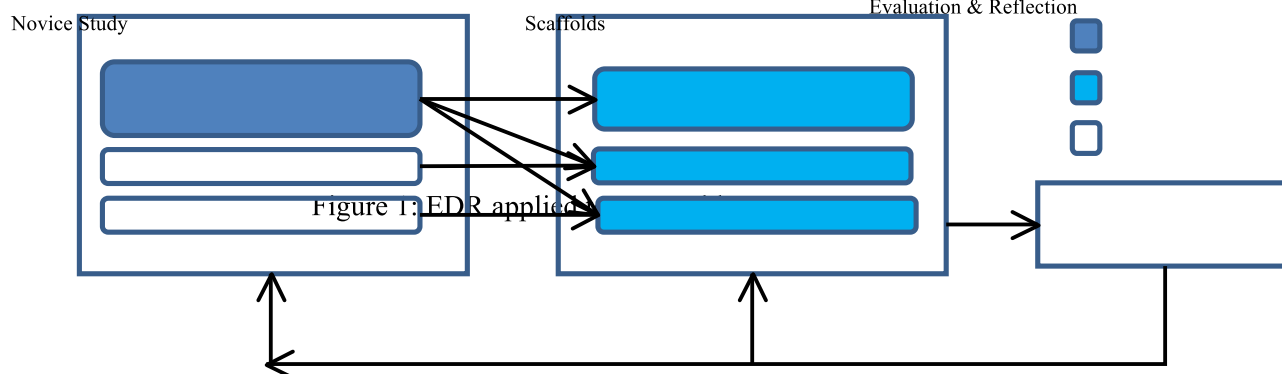 Evaluation & Reflection
Novice Study
Scaffolds
Figure 1: EDR applied